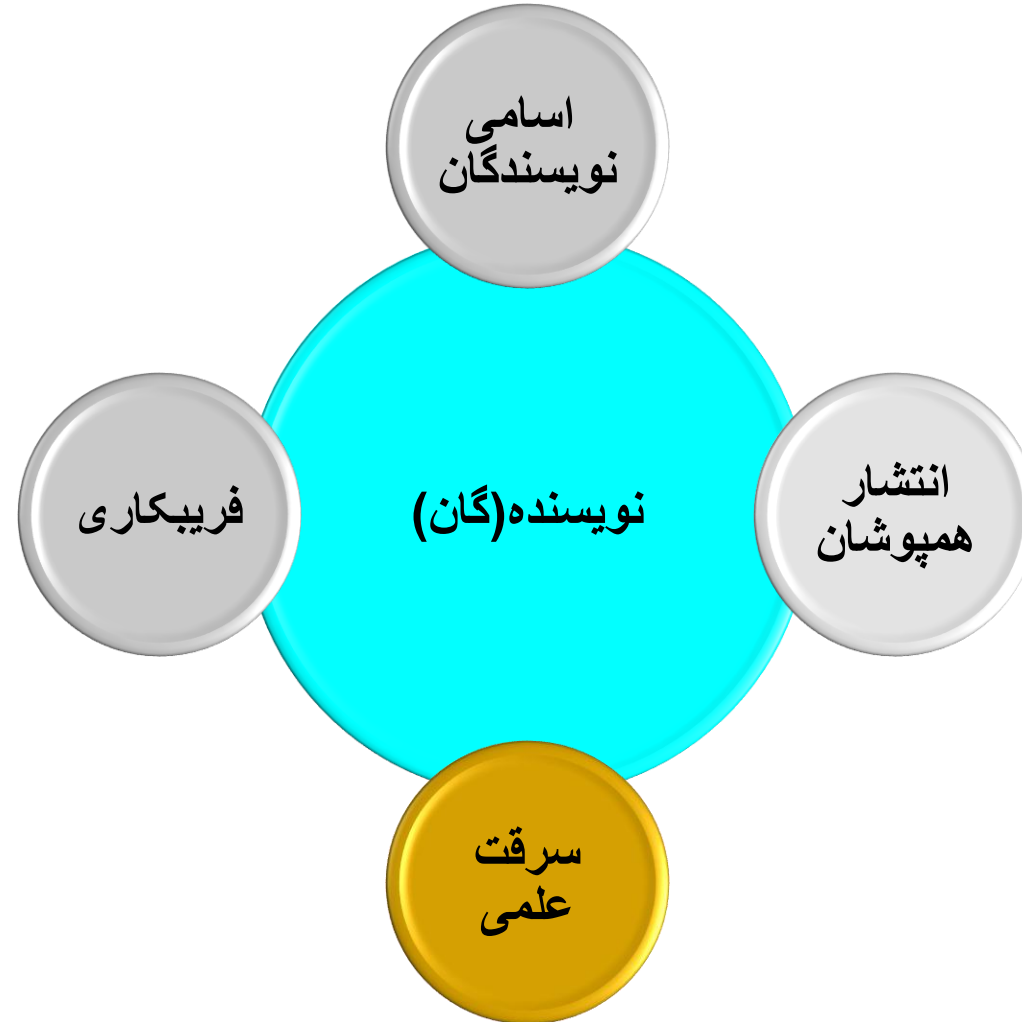 اسامی
نویسندگان
انتشار
همپوشان
نویسنده(گان)
فریبکاری
سرقت
علمی